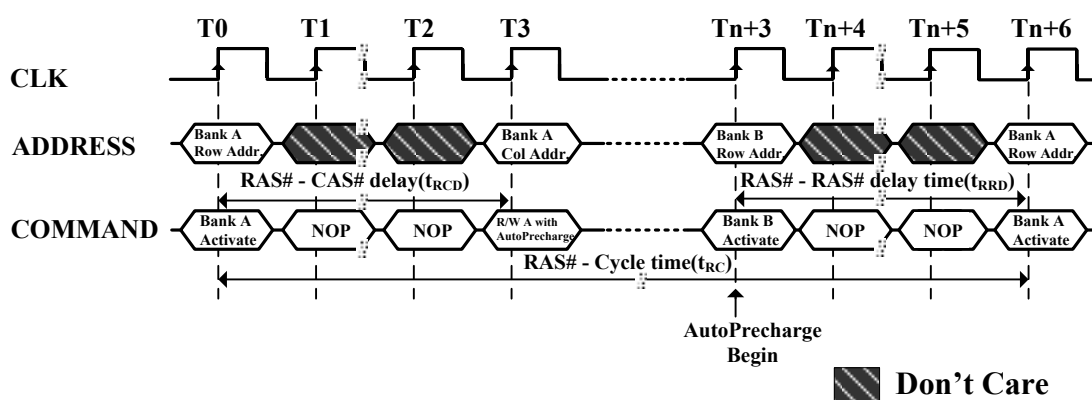 T0 T1 T2 T3 Tn+3 Tn+4 Tn+5 Tn+6
CLK
ADDRESS
Bank A
Row Addr.
Bank A
Col Addr.
Bank B
Row Addr.
Bank A
Row Addr.
RAS# - CAS# delay(tRCD)
RAS# - RAS# delay time(tRRD)
COMMAND
Bank A
Activate
NOP
NOP
R/W A with
AutoPrecharge
Bank B
Activate
NOP
NOP
Bank A
Activate
RAS# - Cycle time(tRC)
AutoPrecharge
Begin
Don't Care